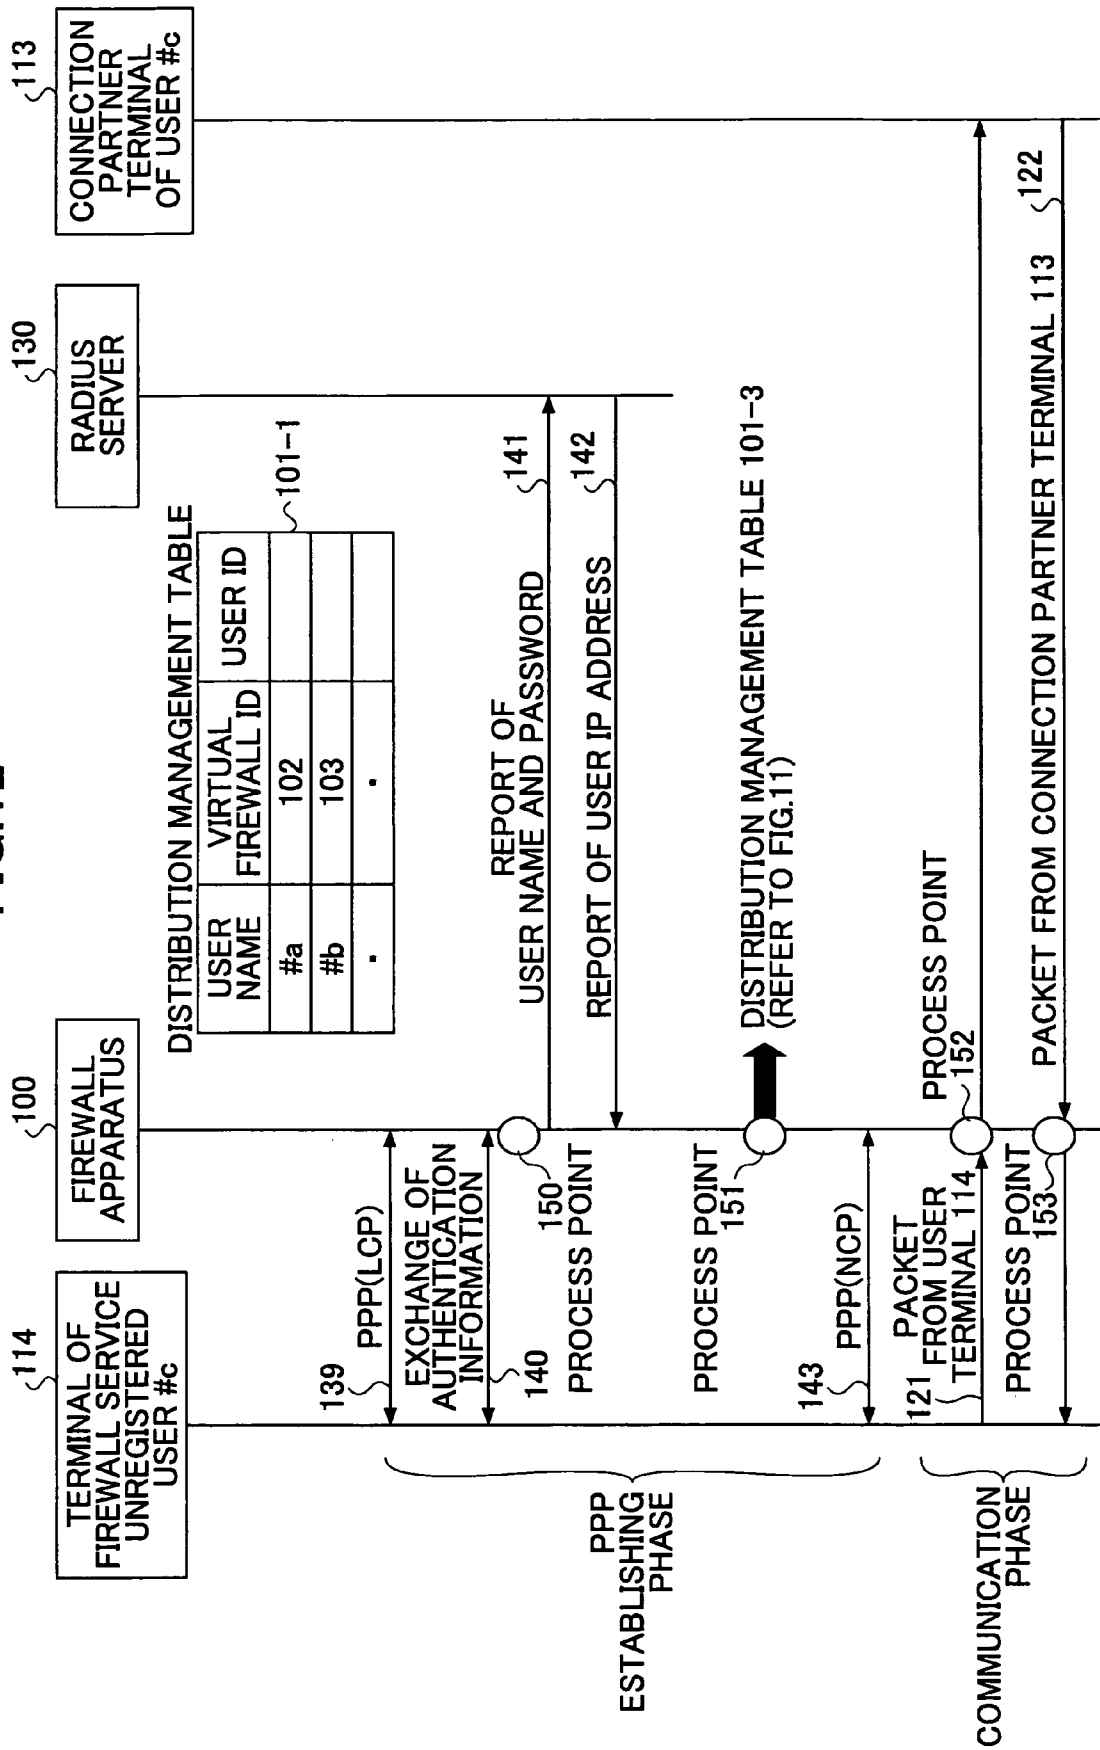 114
TERMINAL OF
FIREWALL SERVICE
UNREGISTERED
USER #c
100
FIREWALL
APPARATUS
130
RADIUS
SERVER
113
CONNECTION
PARTNER
TERMINAL
OF USER #c
DISTRIBUTION MANAGEMENT TABLE
USER
NAME
VIRTUAL
FIREWALL ID
USER ID
#a
102
#b
103
.
.
101-1
139
PPP(LCP)
EXCHANGE OF
AUTHENTICATION
INFORMATION
140
150
PROCESS POINT
REPORT OF
USER NAME AND PASSWORD
141
REPORT OF USER IP ADDRESS
142
PROCESS POINT
151
DISTRIBUTION MANAGEMENT TABLE 101-3
(REFER TO FIG.11)
143
PPP(NCP)
PPP
ESTABLISHING
PHASE
121
PACKET
FROM USER
TERMINAL 114
PROCESS POINT
152
PROCESS POINT
153
PACKET FROM CONNECTION PARTNER TERMINAL 113
122
COMMUNICATION
PHASE